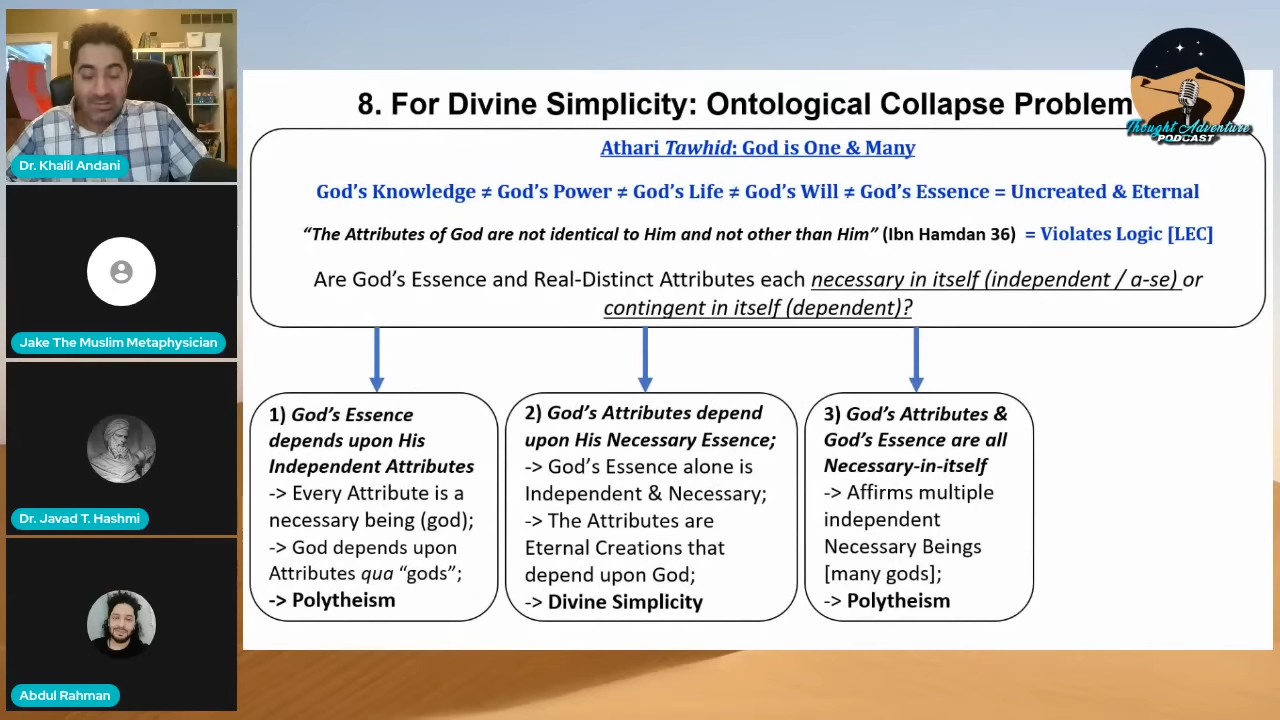 Dr. Khalil Andani
Jake The Muslim Metaphysician
Dr. Javad T. Hashmi
Abdul Rahman
Thought Adventure
PODCAST
8. For Divine Simplicity: Ontological Collapse Problem
Athari Tawhid: God is One & Many
God's Knowledge ≠ God's Power ≠ God's Life ≠ God's Will ≠ God's Essence = Uncreated & Eternal
“The Attributes of God are not identical to Him and not other than Him” (Ibn Hamdan 36) = Violates Logic [LEC]
Are God's Essence and Real-Distinct Attributes each necessary in itself (independent / a-se) or
contingent in itself (dependent)?
1) God's Essence
depends upon His
Independent Attributes
-> Every Attribute is a
necessary being (god);
-> God depends upon
Attributes qua “gods”;
-> Polytheism
2) God's Attributes depend
upon His Necessary Essence;
-> God's Essence alone is
Independent & Necessary;
-> The Attributes are
Eternal Creations that
depend upon God;
-> Divine Simplicity
3) God's Attributes &
God's Essence are all
Necessary-in-itself
-> Affirms multiple
independent
Necessary Beings
[many gods];
-> Polytheism